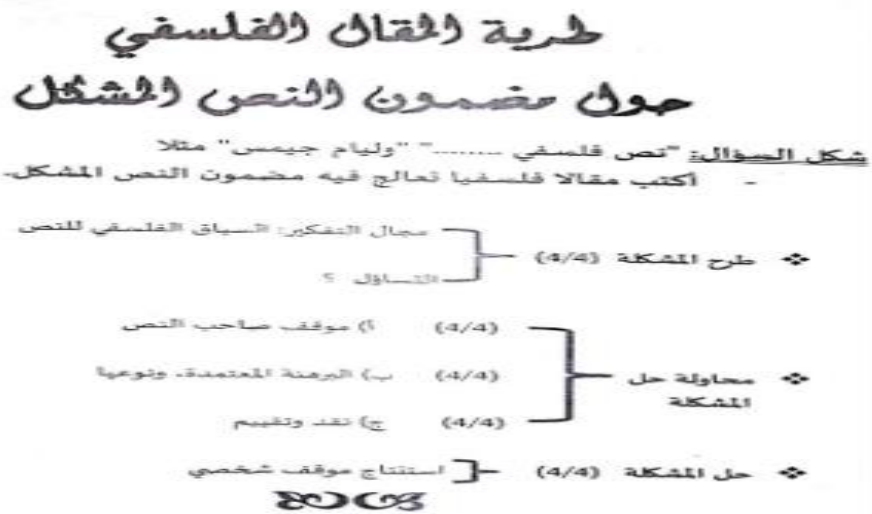 طرية المقال الفلسفي
حول مضمون النص المشكل
شكل السؤال: "نص فلسفي ........" "وليام جيمس" مثلا
- أكتب مقالا فلسفيا تعالج فيه مضمون النص المشكل.
مجال التفكير: السياق الفلسفي للنص
❖ طرح المشكلة (4/4)
التساؤل ؟
(4/4) أ) موقف صاحب النص
❖ محاولة حل المشكلة (4/4) ب) البرهنة المعتمدة، ونوعها
(4/4) ج) نقد وتقييم
❖ حل المشكلة (4/4) استنتاج موقف شخصي